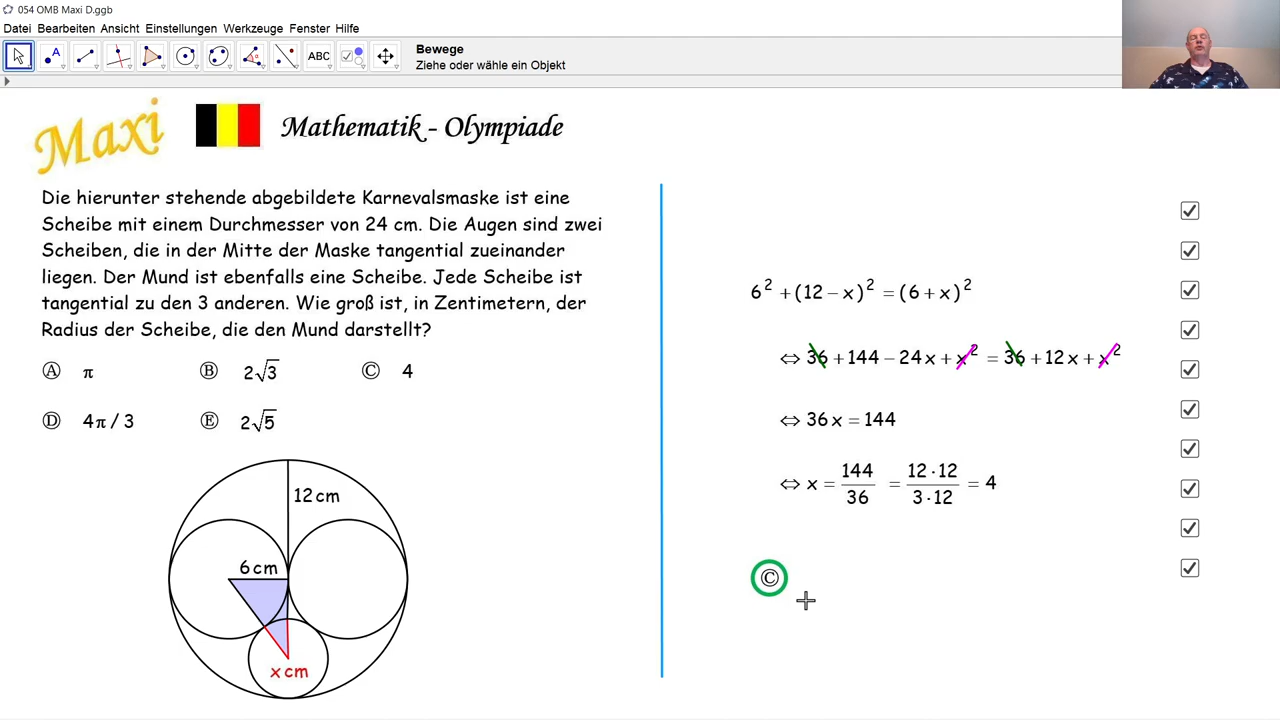 054 OMB Maxi D.ggb
Datei Bearbeiten Ansicht Einstellungen Werkzeuge Fenster Hilfe
ABC
Bewege
Ziehe oder wähle ein Objekt
Maxi
Mathematik - Olympiade
Die hierunter stehende abgebildete Karnevalsmaske ist eine
Scheibe mit einem Durchmesser von 24 cm. Die Augen sind zwei
Scheiben, die in der Mitte der Maske tangential zueinander
liegen. Der Mund ist ebenfalls eine Scheibe. Jede Scheibe ist
tangential zu den 3 anderen. Wie groß ist, in Zentimetern, der
Radius der Scheibe, die den Mund darstellt?
Ⓐ π Ⓑ 2√3 Ⓒ 4
Ⓓ 4π / 3 Ⓔ 2√5
12 cm
6 cm
x cm
6² + (12 − x)² = (6 + x)²
⇔ 36 + 144 − 24x + x² = 36 + 12x + x²
⇔ 36x = 144
⇔ x = 144/36 = 12·12/3·12 = 4
Ⓒ